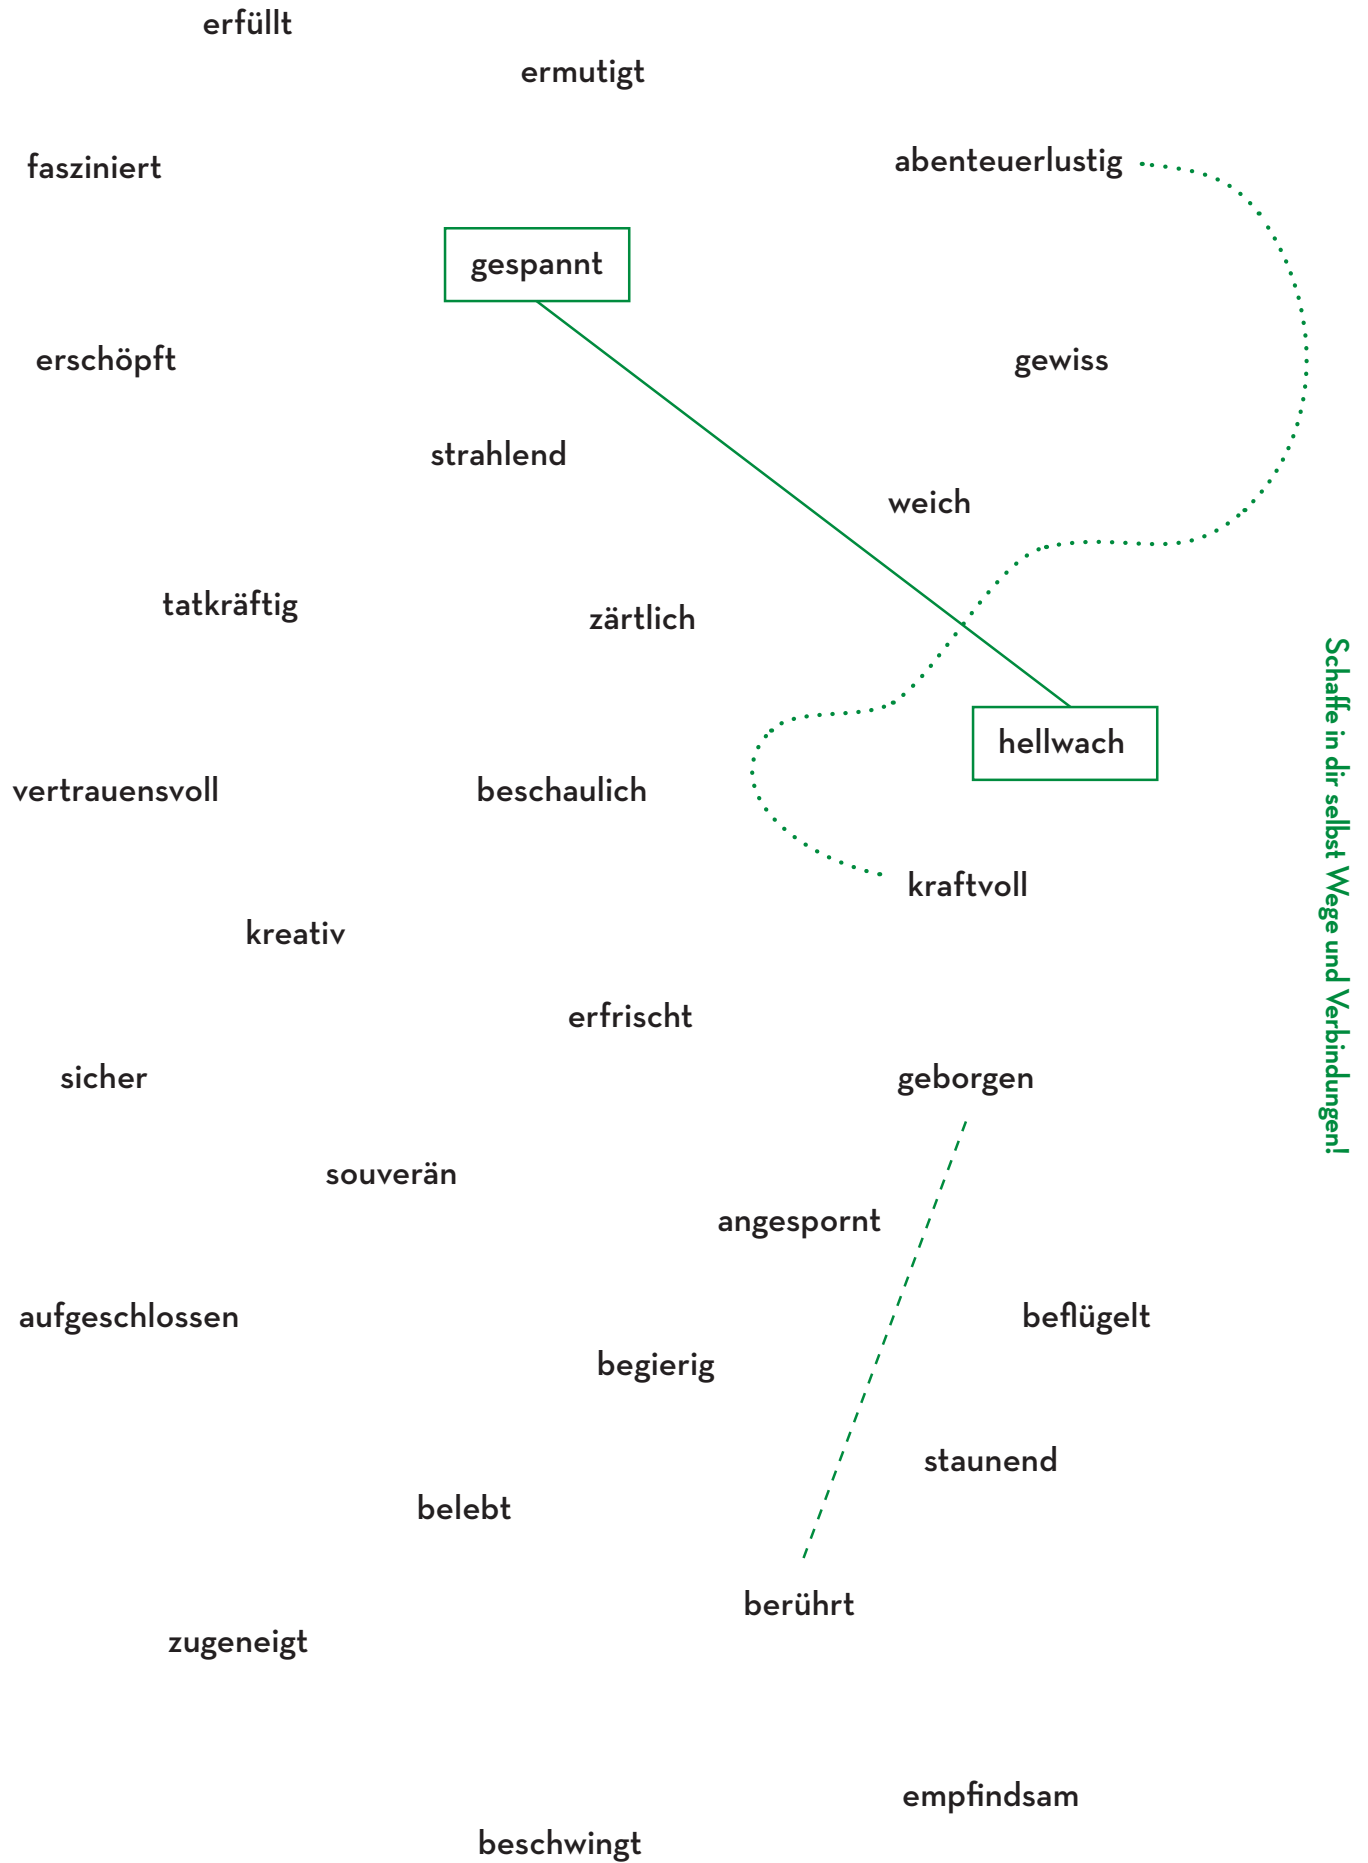 erfüllt
ermutigt
abenteuerlustig
fasziniert
gespannt
erschöpft
gewiss
strahlend
weich
tatkräftig
zärtlich
hellwach
vertrauensvoll
beschaulich
kraftvoll
kreativ
erfrischt
sicher
geborgen
souverän
angespornt
aufgeschlossen
beflügelt
begierig
staunend
belebt
berührt
zugeneigt
empfindsam
beschwingt
Schaffe in dir selbst Wege und Verbindungen!